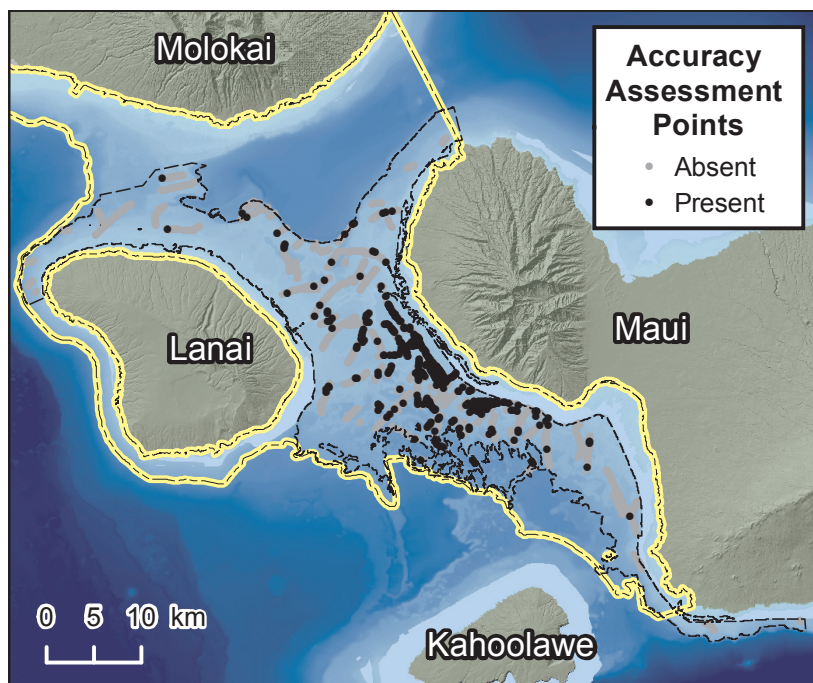 Molokai
Accuracy
Assessment
Points
Absent
Present
Maui
Lanai
0 5 10 km
Kahoolawe